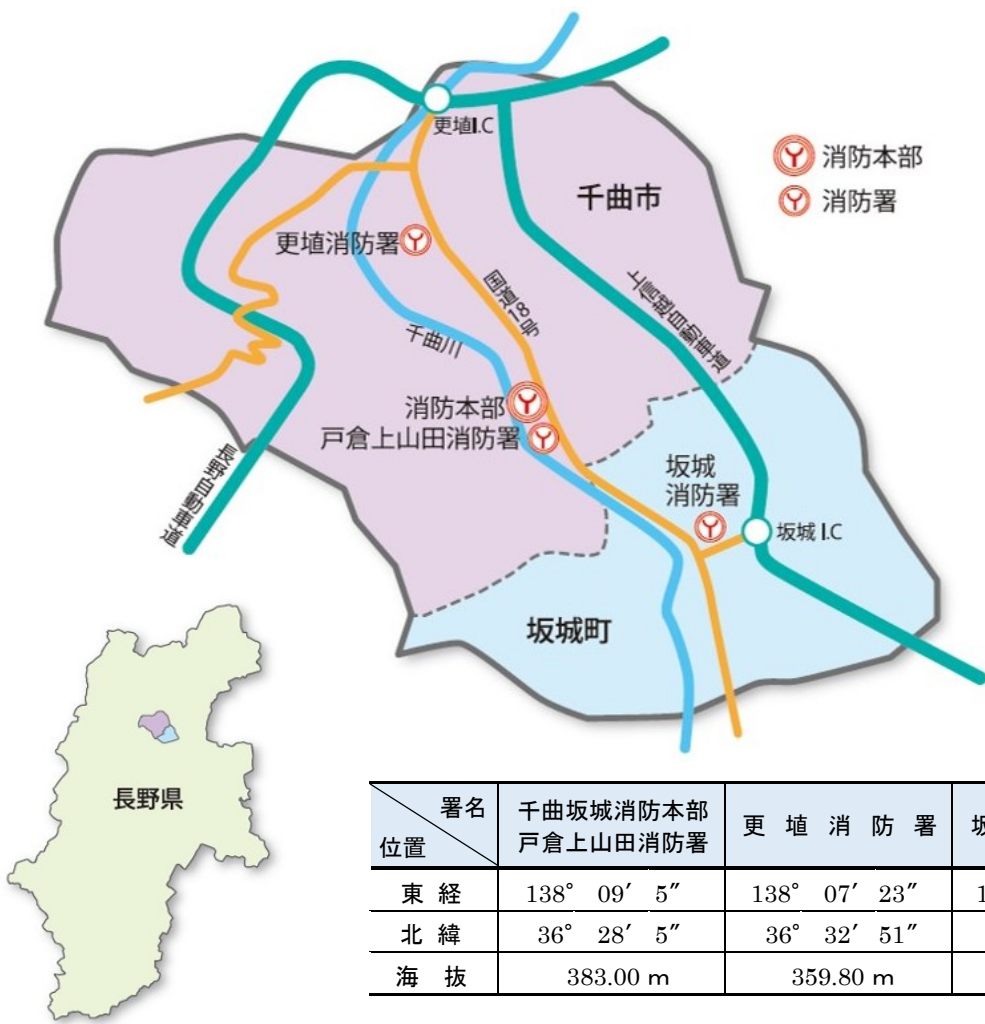 更埴I.C
消防本部
消防署
千曲市
更埴消防署
国道18号
上信越自動車道
千曲川
消防本部
戸倉上山田消防署
坂城
消防署
長野自動車道
坂城 I.C
坂城町
長野県
署名 千曲坂城消防本部 更埴消防署 坂
位置 戸倉上山田消防署
東経 138° 09′ 5″ 138° 07′ 23″ 1
北緯 36° 28′ 5″ 36° 32′ 51″
海抜 383.00 m 359.80 m